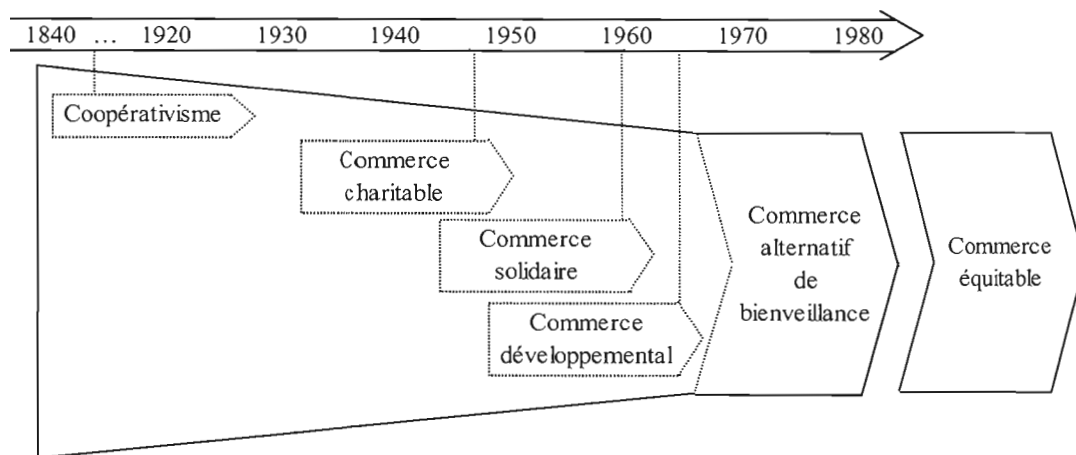 1840 ... 1920 1930 1940 1950 1960 1970 1980
Coopérativisme
Commerce
charitable
Commerce
solidaire
Commerce
développemental
Commerce
alternatif
de
bienveillance
Commerce
équitable